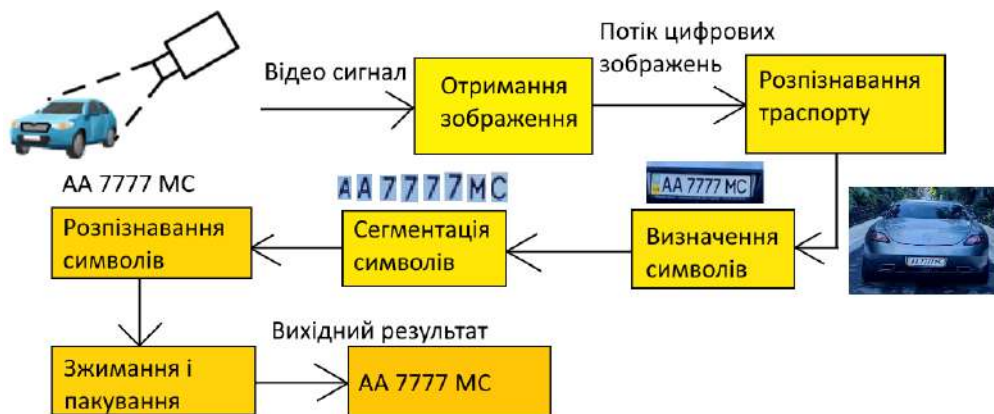 Відео сигнал
Отримання
зображення
Потік цифрових
зображень
Розпізнавання
траспорту
АА 7777 МС
Визначення
символів
АА 7777 МС
АА7777МС
Сегментація
символів
АА 7777 МС
Розпізнавання
символів
Зжимання і
пакування
Вихідний результат
АА 7777 МС